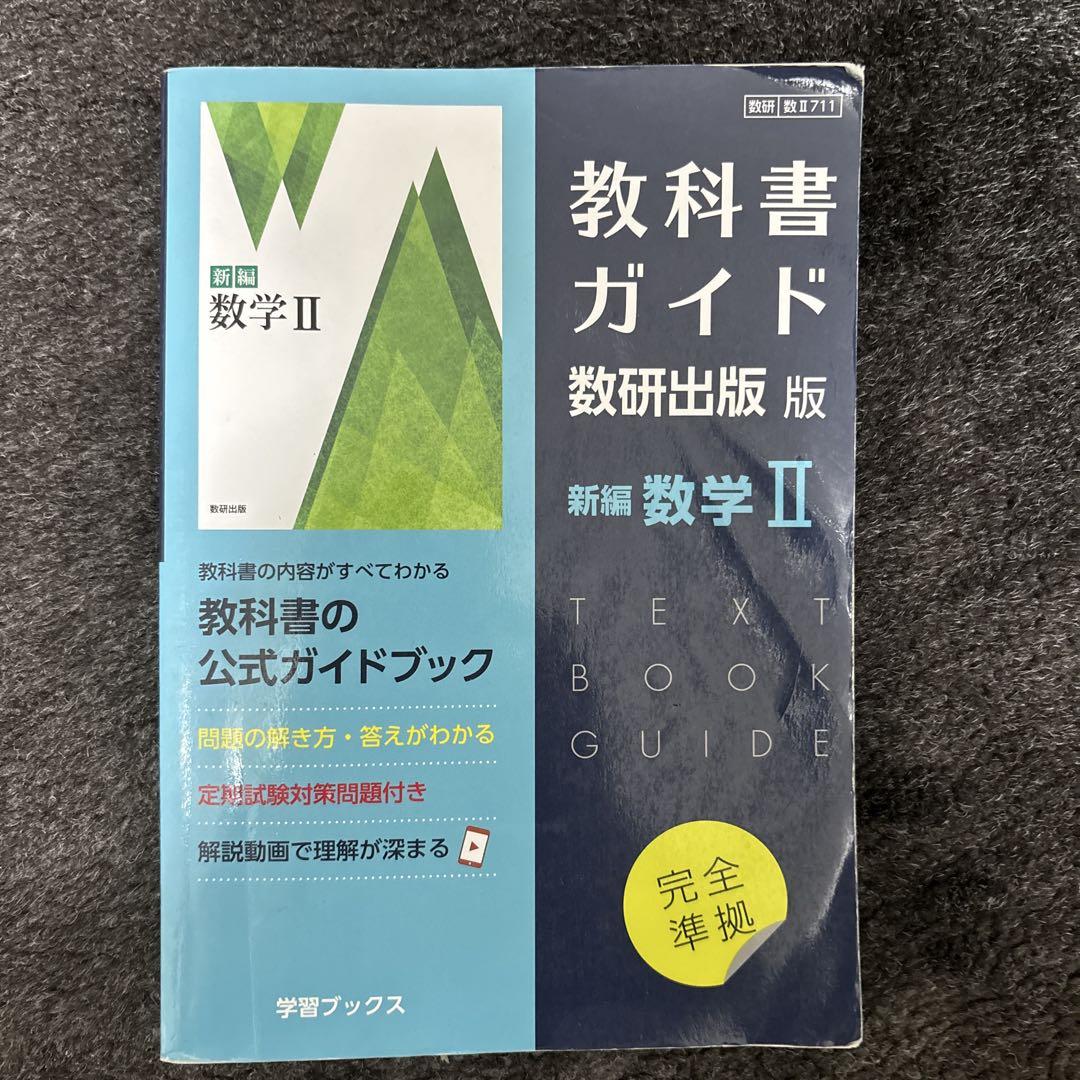 新編
数学Ⅱ
数研出版
教科書の内容がすべてわかる
教科書の
公式ガイドブック
問題の解き方・答えがわかる
定期試験対策問題付き
解説動画で理解が深まる
学習ブックス
数研 数Ⅱ711
教科書
ガイド
数研出版 版
新編 数学Ⅱ
TEXT
BOOK
GUIDE
完全
準拠